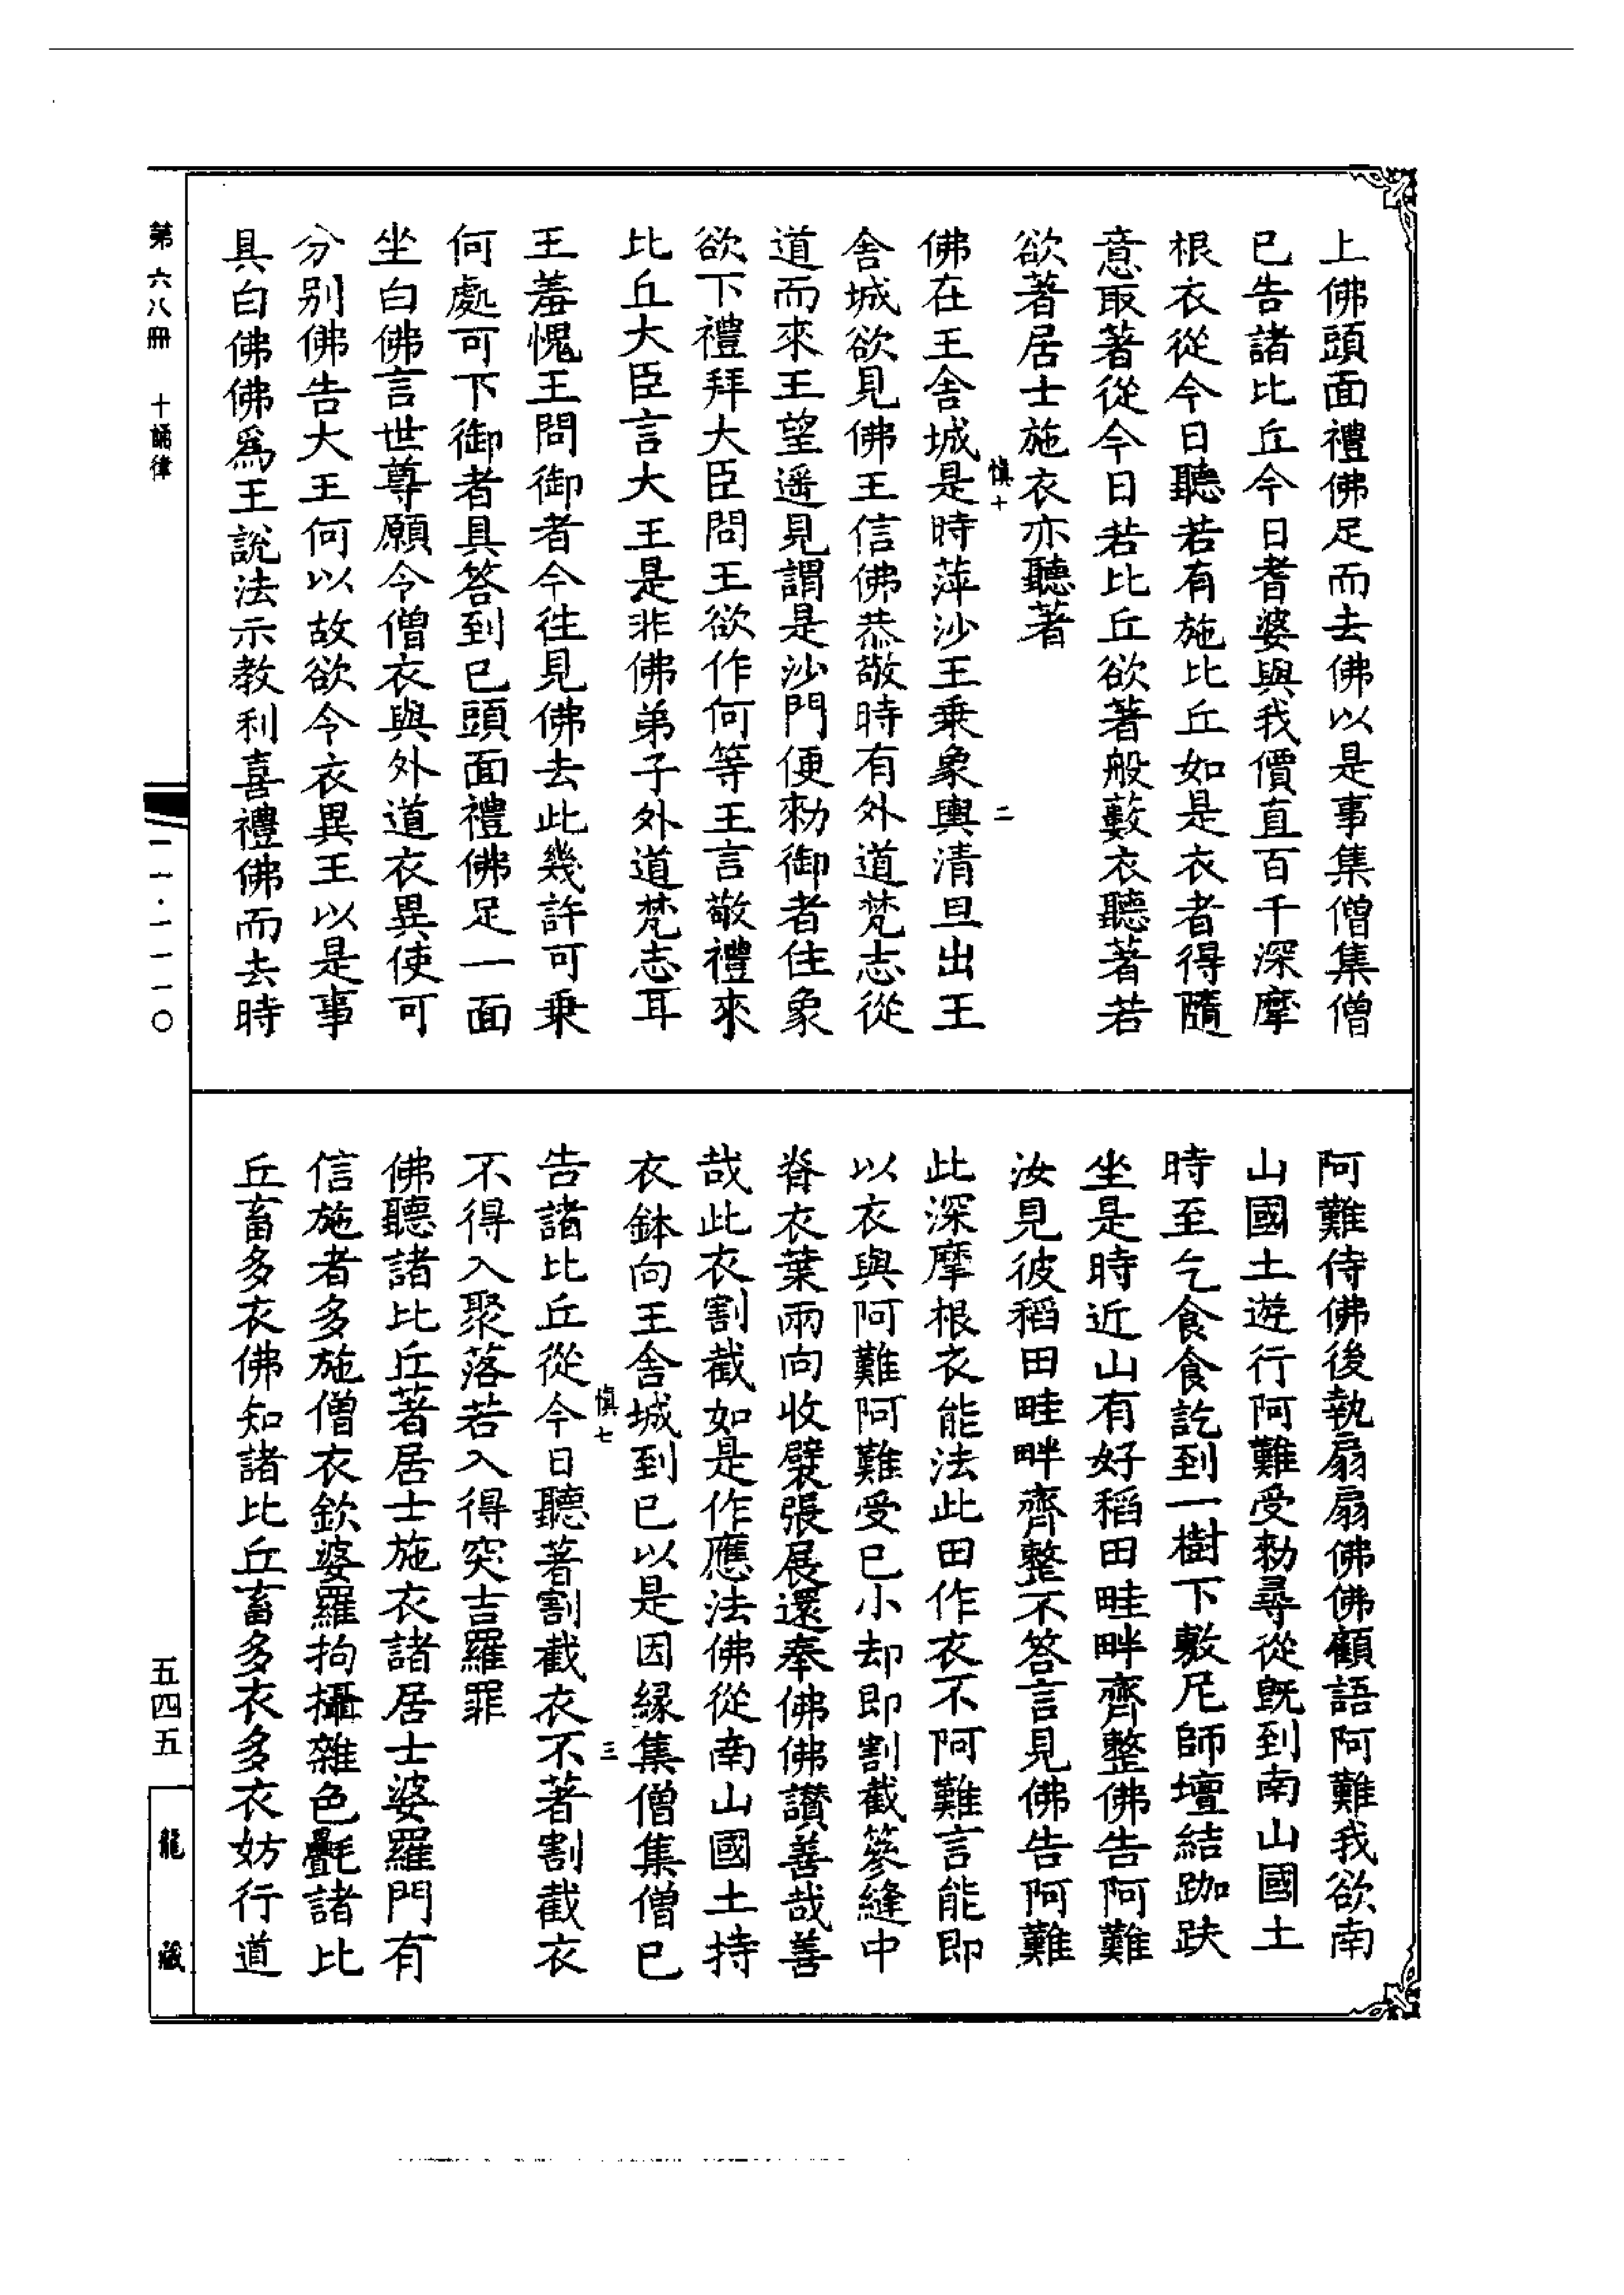 上佛頭面禮佛足而去佛以是事集僧集僧
已告諸比丘今日耆婆與我價直百千深摩
根衣從今日聽若有施比丘如是衣者得隨
意取著從今日若比丘欲著般藪衣聽著若
欲著居士施衣亦聽著
慎十 二
佛在王舍城是時蓱沙王乗象輿清旦出王
舍城欲見佛王信佛恭敬時有外道梵志從
道而來王望遥見謂是沙門便勑御者住象
欲下禮拜大臣問王欲作何等王言敬禮來
比丘大臣言大王是非佛弟子外道梵志耳
王羞愧王問御者今往見佛去此幾許可乗
何處可下御者具答到已頭面禮佛足一面
坐白佛言世尊願令僧衣與外道衣異使可
分别佛告大王何以故欲令衣異王以是事
具白佛佛爲王説法示教利喜禮佛而去時
阿難侍佛後執扇扇佛佛顧語阿難我欲南
山國土遊行阿難受勑尋從既到南山國土
時至乞食食訖到一樹下敷尼師壇結跏趺
坐是時近山有好稻田畦畔齊整佛告阿難
汝見彼稻田畦畔齊整不答言見佛告阿難
此深摩根衣能法此田作衣不阿難言能即
以衣與阿難阿難受已小却即割截篸縫中
脊衣葉兩向收襞張展還奉佛佛讃善哉善
哉此衣割截如是作應法佛從南山國土持
衣鉢向王舍城到已以是因縁集僧集僧已
慎七 三
告諸比丘從今日聽著割截衣不著割截衣
不得入聚落若入得突吉羅罪
佛聽諸比丘著居士施衣諸居士婆羅門有
信施者多施僧衣欽婆羅拘攝雜色㲲諸比
丘畜多衣佛知諸比丘畜多衣多衣妨行道
第六八冊 十誦律
一一·一一一〇
五四五
龍藏